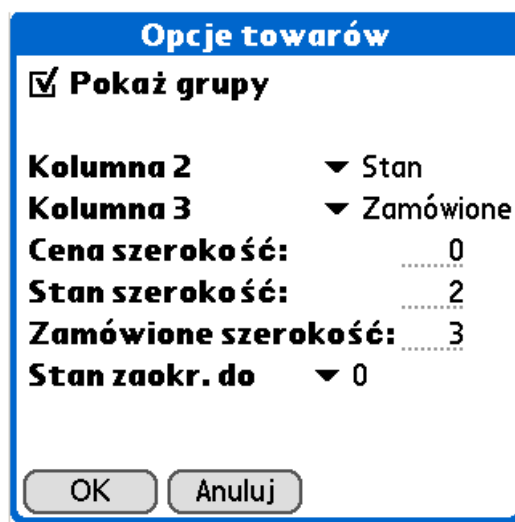 Opcje towarów
Pokaż grupy
Kolumna 2 Stan
Kolumna 3 Zamówione
Cena szerokość: 0
Stan szerokość: 2
Zamówione szerokość: 3
Stan zaokr. do 0
OK Anuluj